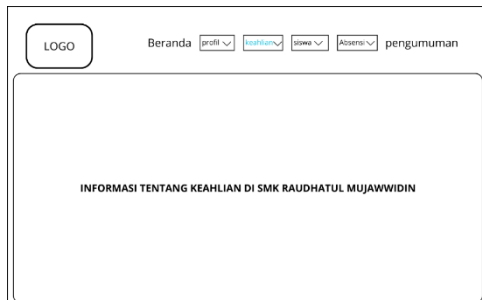 LOGO
Beranda profil keahlian siswa Absensi pengumuman
INFORMASI TENTANG KEAHLIAN DI SMK RAUDHATUL MUJAWWIDIN